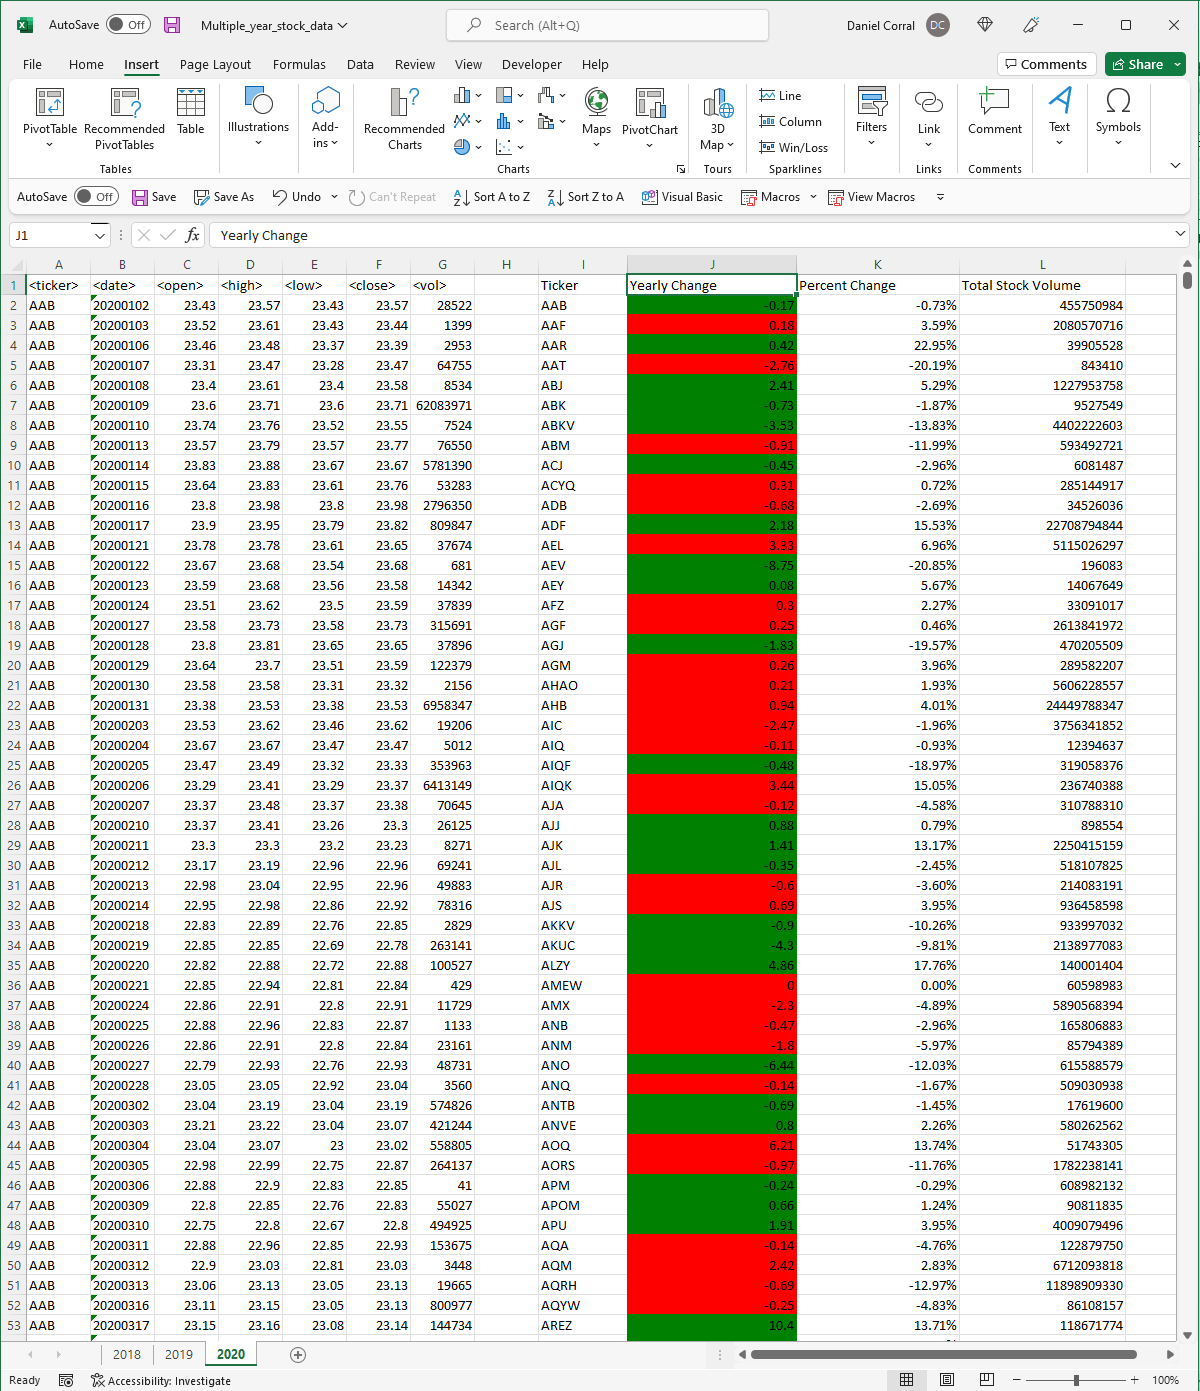 AutoSave Off Multiple_year_stock_data Search (Alt+Q) Daniel Corral DC
File Home Insert Page Layout Formulas Data Review View Developer Help Comments Share
PivotTable Recommended PivotTables Table Illustrations Add-ins Recommended Charts Maps PivotChart 3D Map Line Column Win/Loss Filters Link Comment Text Symbols
Tables Charts Tours Sparklines Links Comments
AutoSave Off Save Save As Undo Can't Repeat Sort A to Z Sort Z to A Visual Basic Macros View Macros
J1 fx Yearly Change
A B C D E F G H I J K L
1 <ticker> <date> <open> <high> <low> <close> <vol> Ticker Yearly Change Percent Change Total Stock Volume
2 AAB 20200102 23.43 23.57 23.43 23.57 28522 AAB -0.17 -0.73% 455750984
3 AAB 20200103 23.52 23.61 23.43 23.44 1399 AAF 0.18 3.59% 2080570716
4 AAB 20200106 23.46 23.48 23.37 23.39 2953 AAR 0.42 22.95% 39905528
5 AAB 20200107 23.31 23.47 23.28 23.47 64755 AAT -2.76 -20.19% 843410
6 AAB 20200108 23.4 23.61 23.4 23.58 8534 ABJ 2.41 5.29% 1227953758
7 AAB 20200109 23.6 23.71 23.6 23.71 62083971 ABK -0.73 -1.87% 9527549
8 AAB 20200110 23.74 23.76 23.52 23.55 7524 ABKV -3.53 -13.83% 4402222603
9 AAB 20200113 23.57 23.79 23.57 23.77 76550 ABM -0.91 -11.99% 593492721
10 AAB 20200114 23.83 23.88 23.67 23.67 5781390 ACJ -0.45 -2.96% 6081487
11 AAB 20200115 23.64 23.83 23.61 23.76 53283 ACYQ 0.31 0.72% 285144917
12 AAB 20200116 23.8 23.98 23.8 23.98 2796350 ADB -0.68 -2.69% 34526036
13 AAB 20200117 23.9 23.95 23.79 23.82 809847 ADF 2.18 15.53% 22708794844
14 AAB 20200121 23.78 23.78 23.61 23.65 37674 AEL 3.33 6.96% 5115026297
15 AAB 20200122 23.67 23.68 23.54 23.68 681 AEV -8.75 -20.85% 196083
16 AAB 20200123 23.59 23.68 23.56 23.58 14342 AEY 0.08 5.67% 14067649
17 AAB 20200124 23.51 23.62 23.5 23.59 37839 AFZ 0.3 2.27% 33091017
18 AAB 20200127 23.58 23.73 23.58 23.73 315691 AGF 0.25 0.46% 2613841972
19 AAB 20200128 23.8 23.81 23.65 23.65 37896 AGJ -1.83 -19.57% 470205509
20 AAB 20200129 23.64 23.7 23.51 23.59 122379 AGM 0.26 3.96% 289582207
21 AAB 20200130 23.58 23.58 23.31 23.32 2156 AHAO 0.21 1.93% 5606228557
22 AAB 20200131 23.38 23.53 23.38 23.53 6958347 AHB 0.94 4.01% 24449788347
23 AAB 20200203 23.53 23.62 23.46 23.62 19206 AIC -2.47 -1.96% 3756341852
24 AAB 20200204 23.67 23.67 23.47 23.47 5012 AIQ -0.11 -0.93% 12394637
25 AAB 20200205 23.47 23.49 23.32 23.33 353963 AIQF -0.48 -18.97% 319058376
26 AAB 20200206 23.29 23.41 23.29 23.37 6413149 AIQK 3.44 15.05% 236740388
27 AAB 20200207 23.37 23.48 23.37 23.38 70645 AJA -0.12 -4.58% 310788310
28 AAB 20200210 23.37 23.41 23.26 23.3 26125 AJJ 0.88 0.79% 898554
29 AAB 20200211 23.3 23.3 23.2 23.23 8271 AJK 1.41 13.17% 2250415159
30 AAB 20200212 23.17 23.19 22.96 22.96 69241 AJL -0.35 -2.45% 518107825
31 AAB 20200213 22.98 23.04 22.95 22.96 49883 AJR -0.6 -3.60% 214083191
32 AAB 20200214 22.95 22.98 22.86 22.92 78316 AJS 0.69 3.95% 936458598
33 AAB 20200218 22.83 22.89 22.76 22.85 2829 AKKV -0.9 -10.26% 933997032
34 AAB 20200219 22.85 22.85 22.69 22.78 263141 AKUC -4.3 -9.81% 2138977083
35 AAB 20200220 22.82 22.88 22.72 22.88 100527 ALZY 4.86 17.76% 140001404
36 AAB 20200221 22.85 22.94 22.81 22.84 429 AMEW 0 0.00% 60598983
37 AAB 20200224 22.86 22.91 22.8 22.91 11729 AMX -2.3 -4.89% 5890568394
38 AAB 20200225 22.88 22.96 22.83 22.87 1133 ANB -0.47 -2.96% 165806883
39 AAB 20200226 22.86 22.91 22.8 22.84 23161 ANM -1.8 -5.97% 85794389
40 AAB 20200227 22.79 22.93 22.76 22.93 48731 ANO -6.44 -12.03% 615588579
41 AAB 20200228 23.05 23.05 22.92 23.04 3560 ANQ -0.14 -1.67% 509030938
42 AAB 20200302 23.04 23.19 23.04 23.19 574826 ANTB -0.69 -1.45% 17619600
43 AAB 20200303 23.21 23.22 23.04 23.07 421244 ANVE 0.8 2.26% 580262562
44 AAB 20200304 23.04 23.07 23 23.02 558805 AOQ 6.21 13.74% 51743305
45 AAB 20200305 22.98 22.99 22.75 22.87 264137 AORS -0.97 -11.76% 1782238141
46 AAB 20200306 22.88 22.9 22.83 22.85 41 APM -0.24 -0.29% 608982132
47 AAB 20200309 22.8 22.85 22.76 22.83 55027 APOM 0.66 1.24% 90811835
48 AAB 20200310 22.75 22.8 22.67 22.8 494925 APU 1.91 3.95% 4009079496
49 AAB 20200311 22.88 22.96 22.85 22.93 153675 AQA -0.14 -4.76% 122879750
50 AAB 20200312 22.9 23.03 22.81 23.03 3448 AQM 2.42 2.83% 6712093818
51 AAB 20200313 23.06 23.13 23.05 23.13 19665 AQRH -0.69 -12.97% 11898909330
52 AAB 20200316 23.11 23.15 23.05 23.13 800977 AQYW -0.25 -4.83% 86108157
53 AAB 20200317 23.15 23.16 23.08 23.14 144734 AREZ 10.4 13.71% 118671774
2018 2019 2020
Ready Accessibility: Investigate 100%